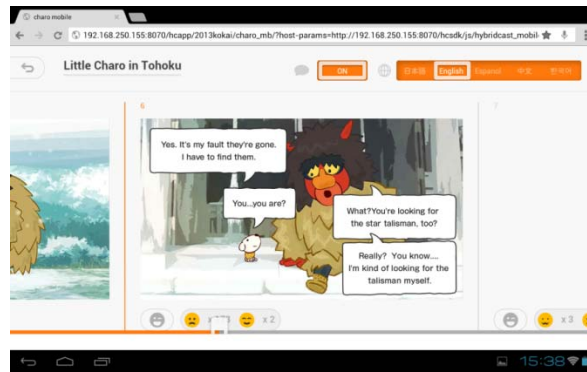 charo mobile
192.168.250.155:8070/hcapp/2013kokai/charo_mb/?host-params=http://192.168.250.155:8070/hcsdk/js/hybridcast_mobil
Little Charo in Tohoku
ON
日本語 English Espanol 中文 한국어
6
7
Yes. It's my fault they're gone.
I have to find them.
You...you are?
What?You're looking for
the star talisman, too?
Really? You know....
I'm kind of looking for the
talisman myself.
x 2
x 3
15:38